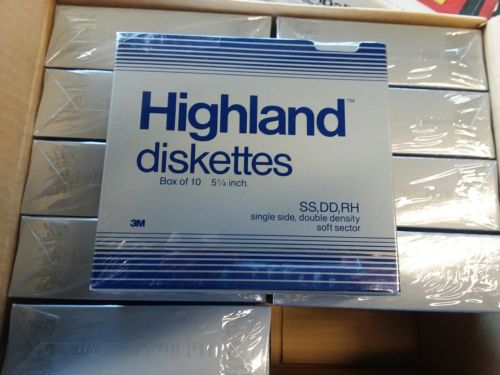 Highland™
diskettes
Box of 10 5¼ inch.
SS,DD,RH
single side, double density
soft sector
3M